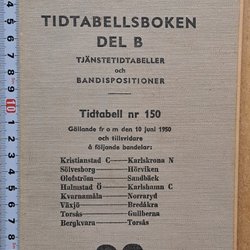 TIDTABELLSBOKEN
DEL B
TJÄNSTETIDTABELLER
och
BANDISPOSITIONER
Tidtabell nr 150
Gällande fr o m den 10 juni 1950
och tillsvidare
å följande bandelar:
Kristianstad C—Karlskrona N
Sölvesborg—Hörviken
Olofström—Sandbäck
Halmstad Ö—Karlshamn C
Kvarnamåla—Norraryd
Växjö—Bredåkra
Torsås—Gullberna
Bergkvara—Torsås